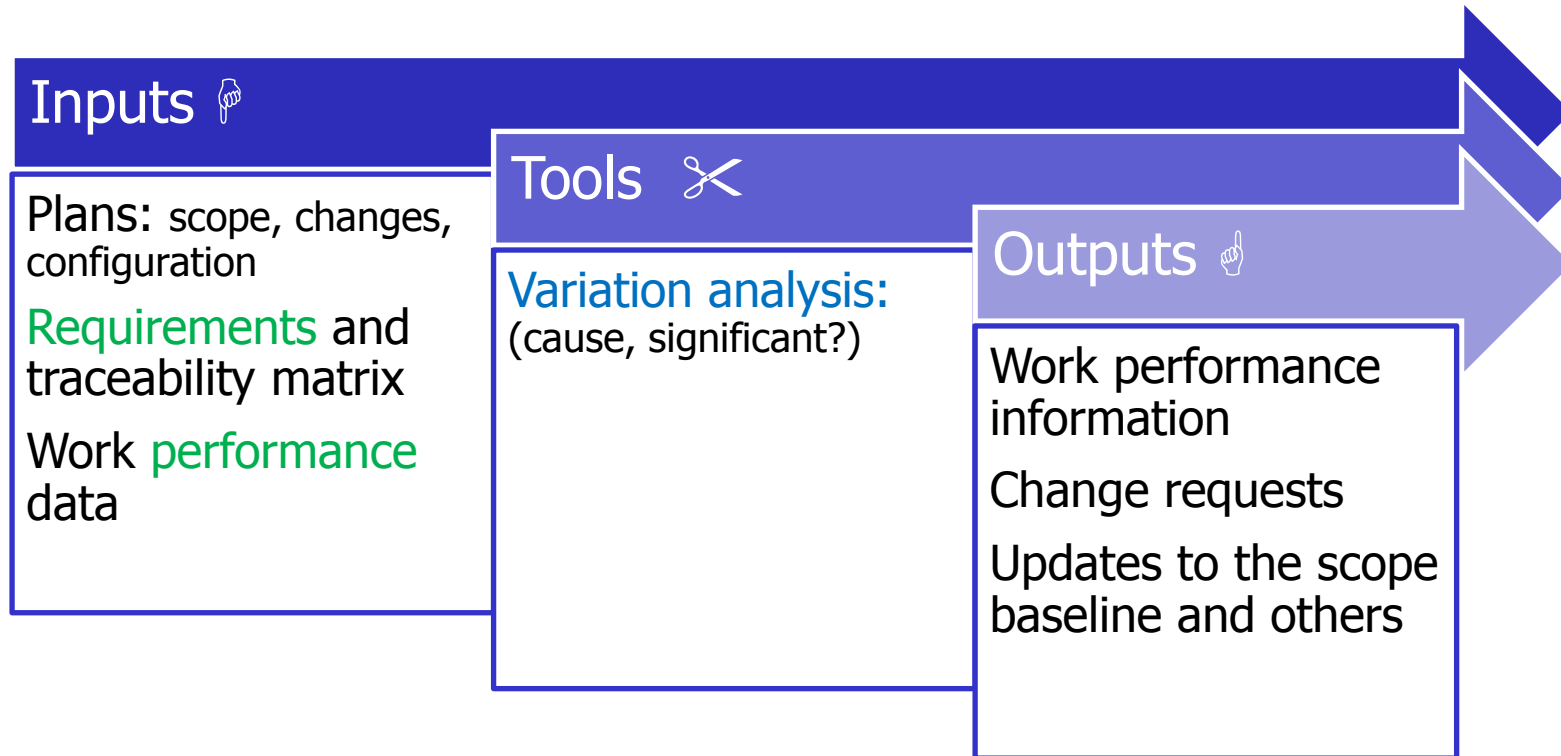 Inputs ☟
Plans: scope, changes,
configuration
Requirements and
traceability matrix
Work performance
data
Tools ✂
Variation analysis:
(cause, significant?)
Outputs ☝
Work performance
information
Change requests
Updates to the scope
baseline and others